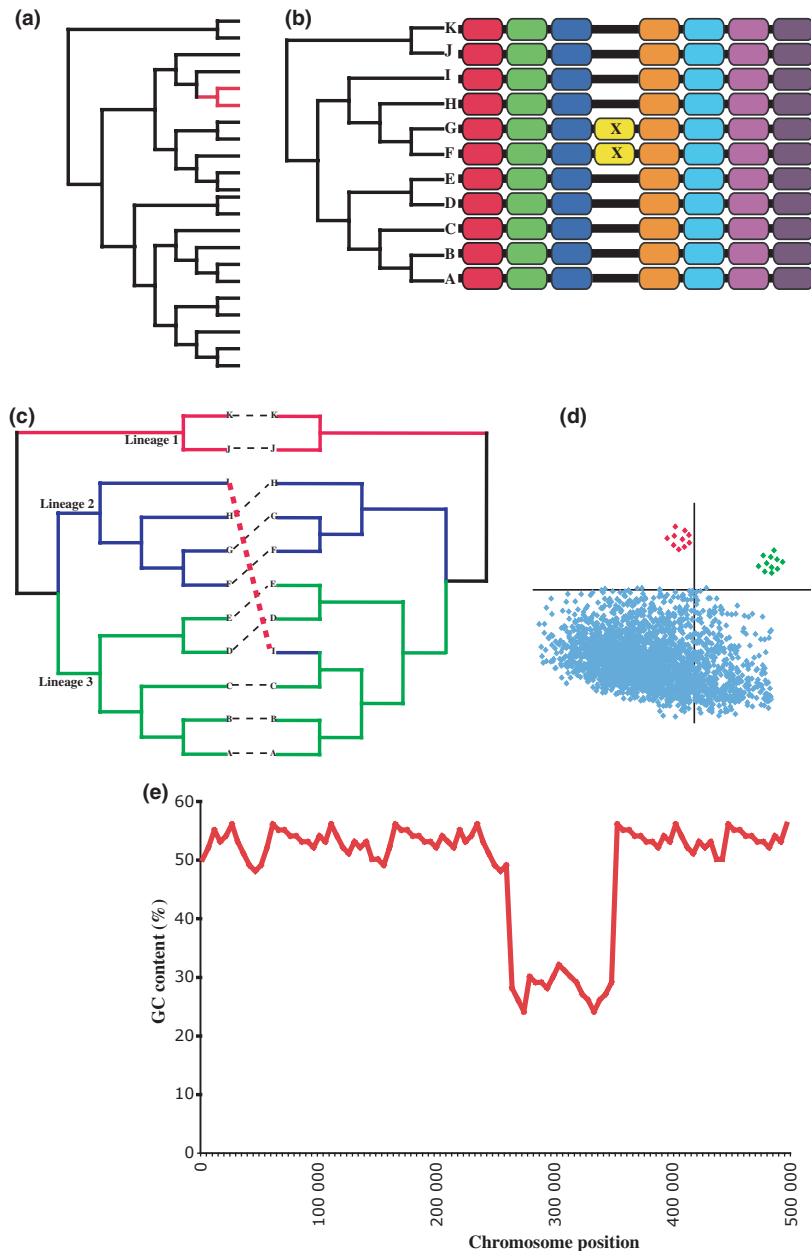 (a)
(b)
K
J
I
H
G X
F X
E
D
C
B
A
(c)
(d)
Lineage 1
K K
J J
Lineage 2
I H
H G
G F
F E
E D
D I
Lineage 3
C C
B B
A A
(e)
GC content (%)
60
50
40
30
20
10
0
0
100 000
200 000
300 000
400 000
500 000
Chromosome position